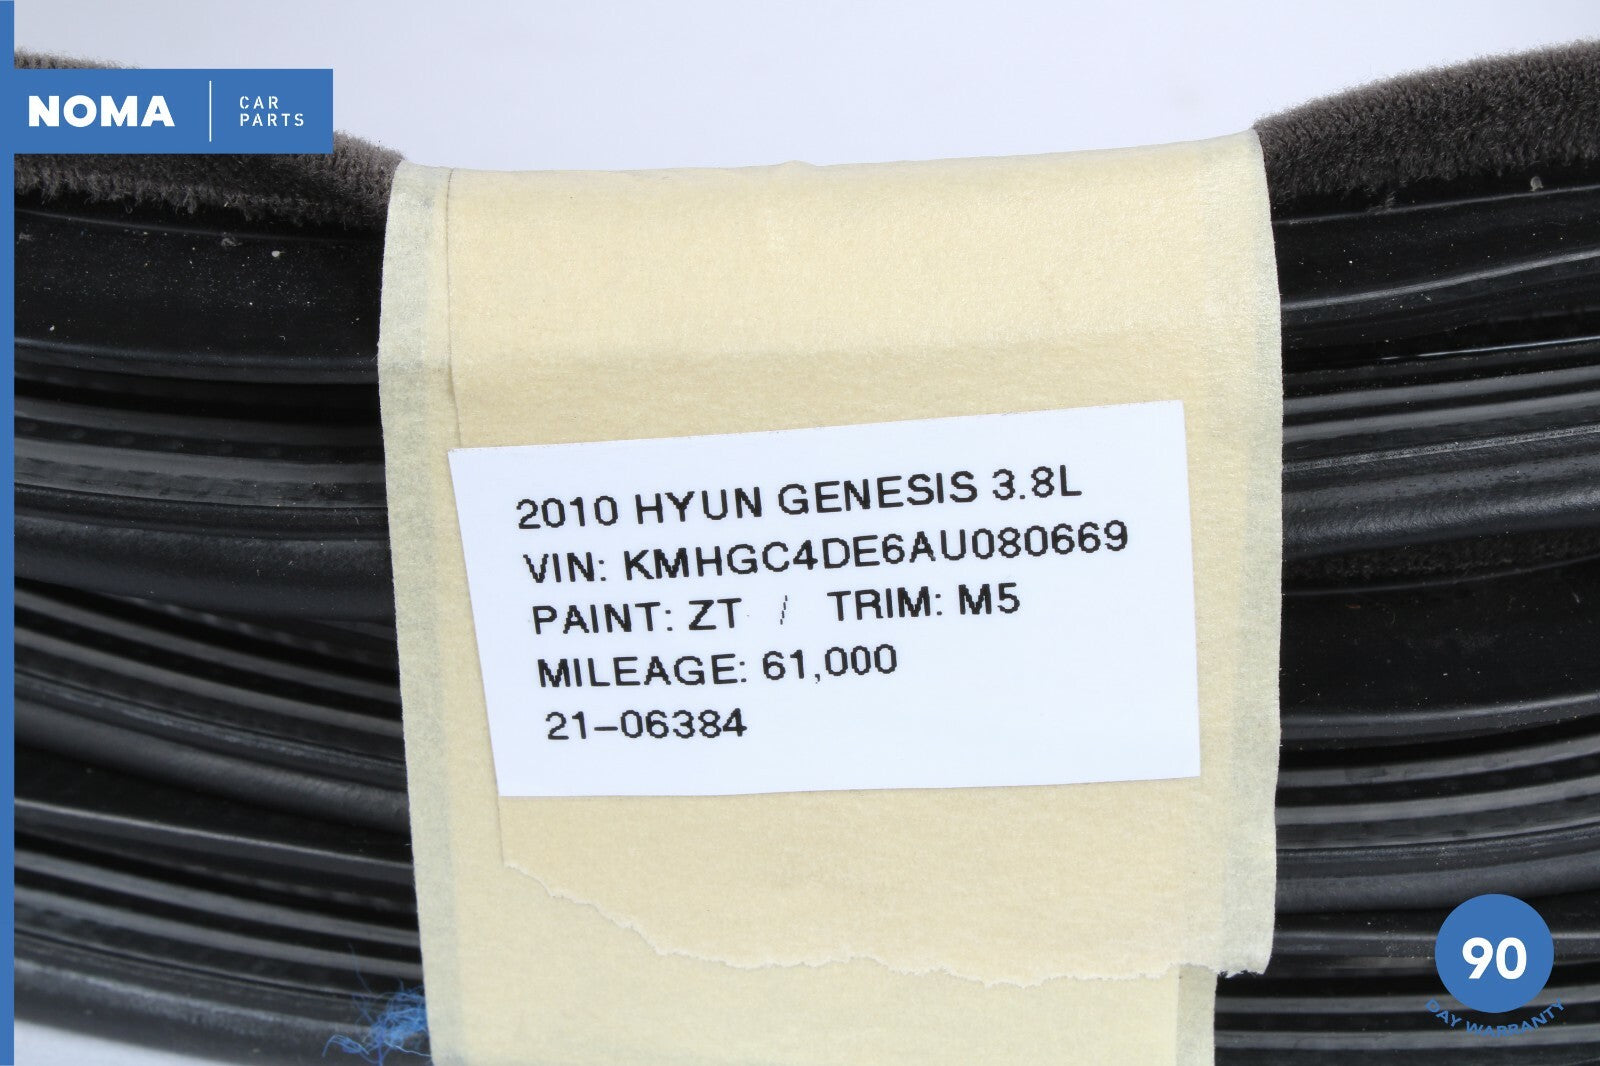 NOMA
CAR
PARTS
2010 HYUN GENESIS 3.8L
VIN: KMHGC4DE6AU080669
PAINT: ZT / TRIM: M5
MILEAGE: 61,000
21-06384
90
DAY WARRANTY